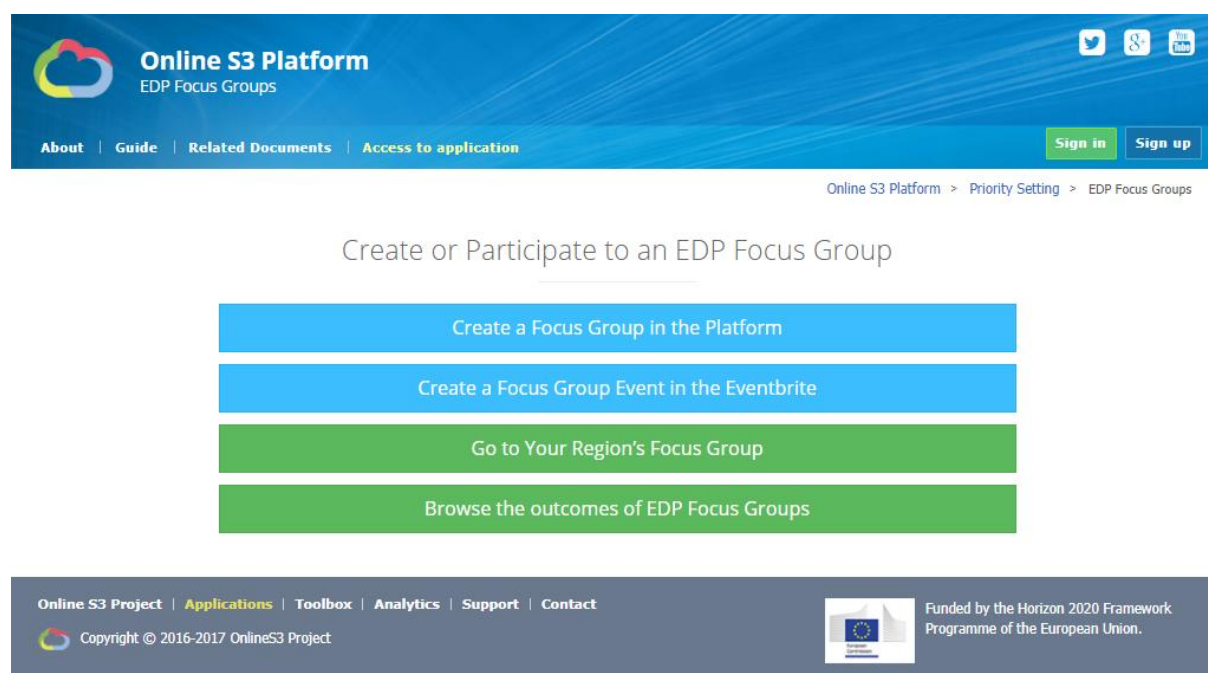 Online S3 Platform
EDP Focus Groups
You
Tube
About | Guide | Related Documents | Access to application
Sign in
Sign up
Online S3 Platform > Priority Setting > EDP Focus Groups
Create or Participate to an EDP Focus Group
Create a Focus Group in the Platform
Create a Focus Group Event in the Eventbrite
Go to Your Region's Focus Group
Browse the outcomes of EDP Focus Groups
Online S3 Project | Applications | Toolbox | Analytics | Support | Contact
Copyright © 2016-2017 OnlineS3 Project
European
Commission
Funded by the Horizon 2020 Framework
Programme of the European Union.